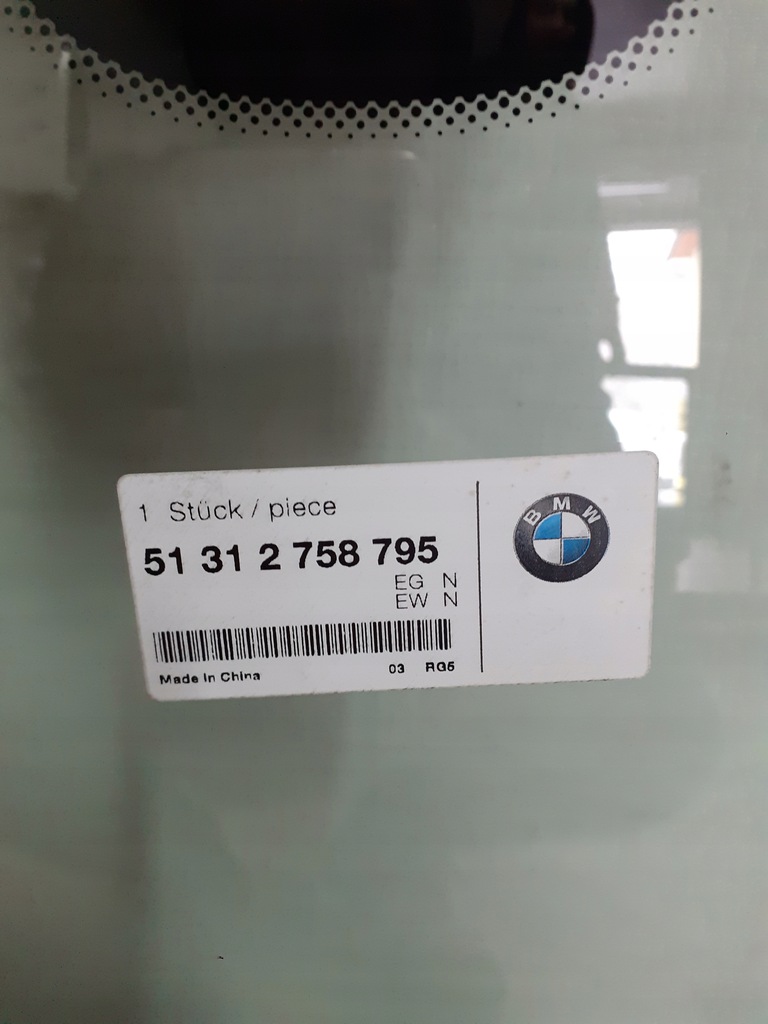 1 Stück / piece
51 31 2 758 795
EG N
EW N
Made in China 03 RG5
BMW